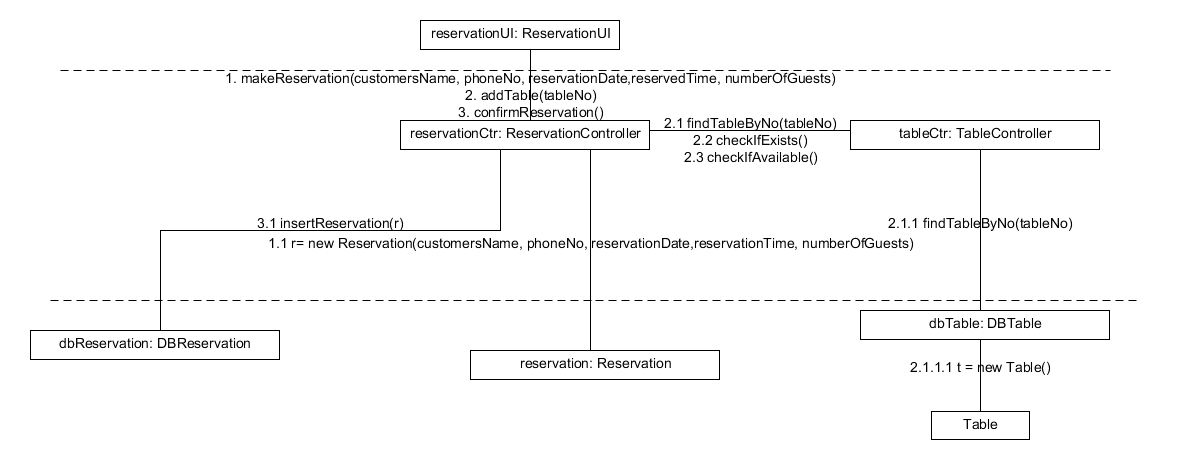 reservationUI: ReservationUI
1. makeReservation(customersName, phoneNo, reservationDate,reservedTime, numberOfGuests)
2. addTable(tableNo)
3. confirmReservation()
reservationCtr: ReservationController
2.1 findTableByNo(tableNo)
2.2 checkIfExists()
2.3 checkIfAvailable()
tableCtr: TableController
3.1 insertReservation(r)
2.1.1 findTableByNo(tableNo)
1.1 r= new Reservation(customersName, phoneNo, reservationDate,reservationTime, numberOfGuests)
dbReservation: DBReservation
reservation: Reservation
dbTable: DBTable
2.1.1.1 t = new Table()
Table